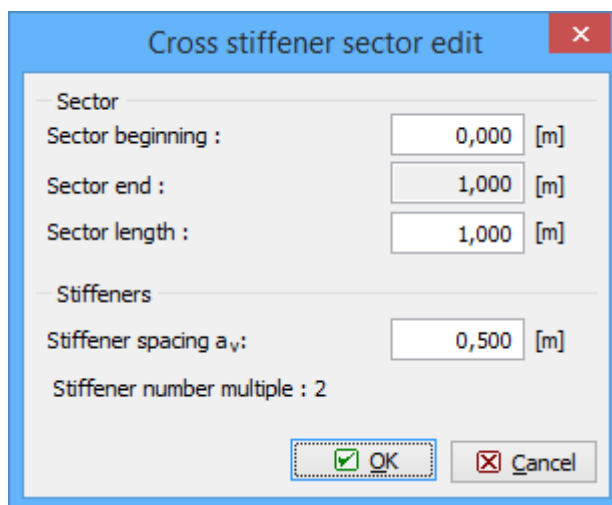 Cross stiffener sector edit
Sector
Sector beginning : 0,000 [m]
Sector end : 1,000 [m]
Sector length : 1,000 [m]
Stiffeners
Stiffener spacing aᵥ: 0,500 [m]
Stiffener number multiple : 2
OK Cancel